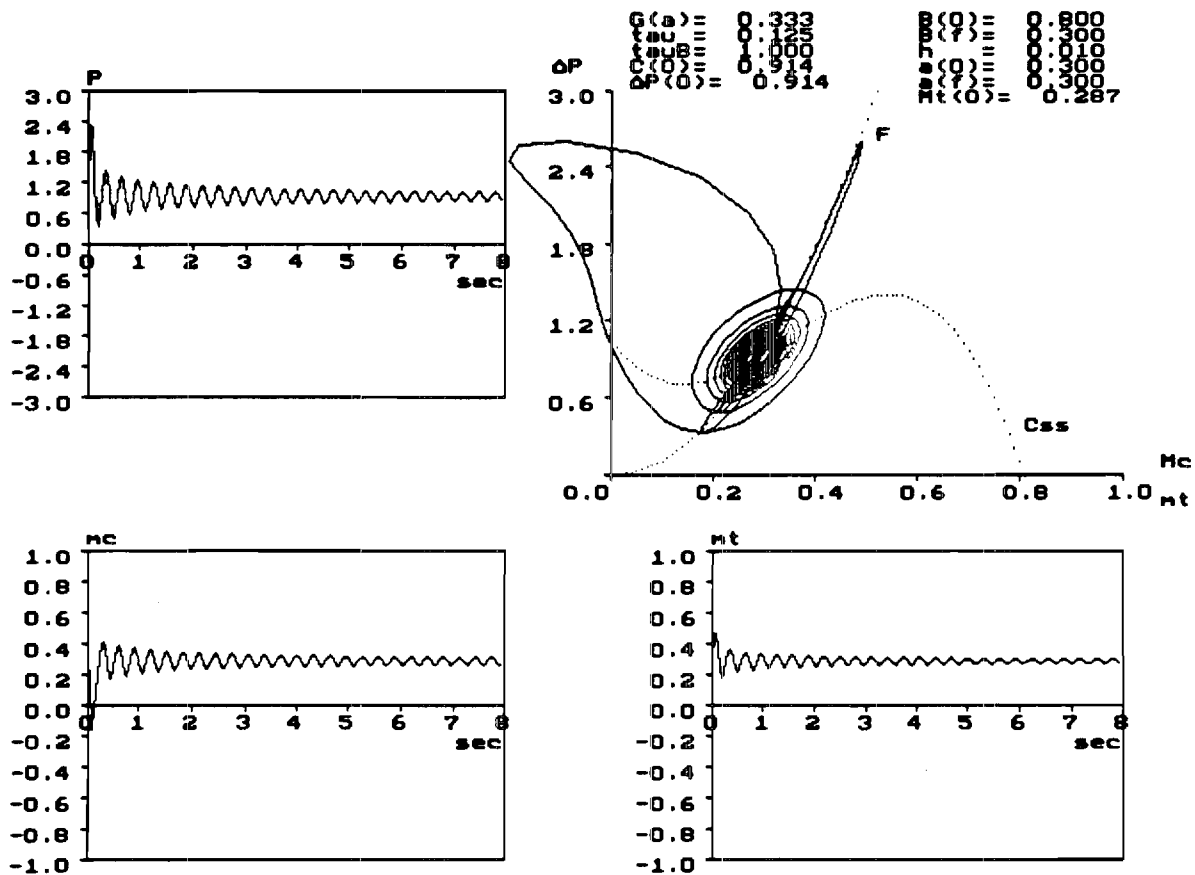 G(a)= 0.333 B(0)= 0.800
tau = 0.125 B(f)= 0.300
tauB= 1.000 h = 0.010
C(0)= 0.914 a(0)= 0.300
ΔP(0)= 0.914 a(f)= 0.300
Mt(0)= 0.287
P
3.0
2.4
1.8
1.2
0.6
0.0
-0.6
-1.2
-1.8
-2.4
-3.0
0 1 2 3 4 5 6 7 8
sec
ΔP
3.0
2.4
1.8
1.2
0.6
0.0 0.2 0.4 0.6 0.8 1.0
F
Css
Mc
mt
mc
1.0
0.8
0.6
0.4
0.2
0.0
-0.2
-0.4
-0.6
-0.8
-1.0
0 1 2 3 4 5 6 7 8
sec
mt
1.0
0.8
0.6
0.4
0.2
0.0
-0.2
-0.4
-0.6
-0.8
-1.0
0 1 2 3 4 5 6 7 8
sec